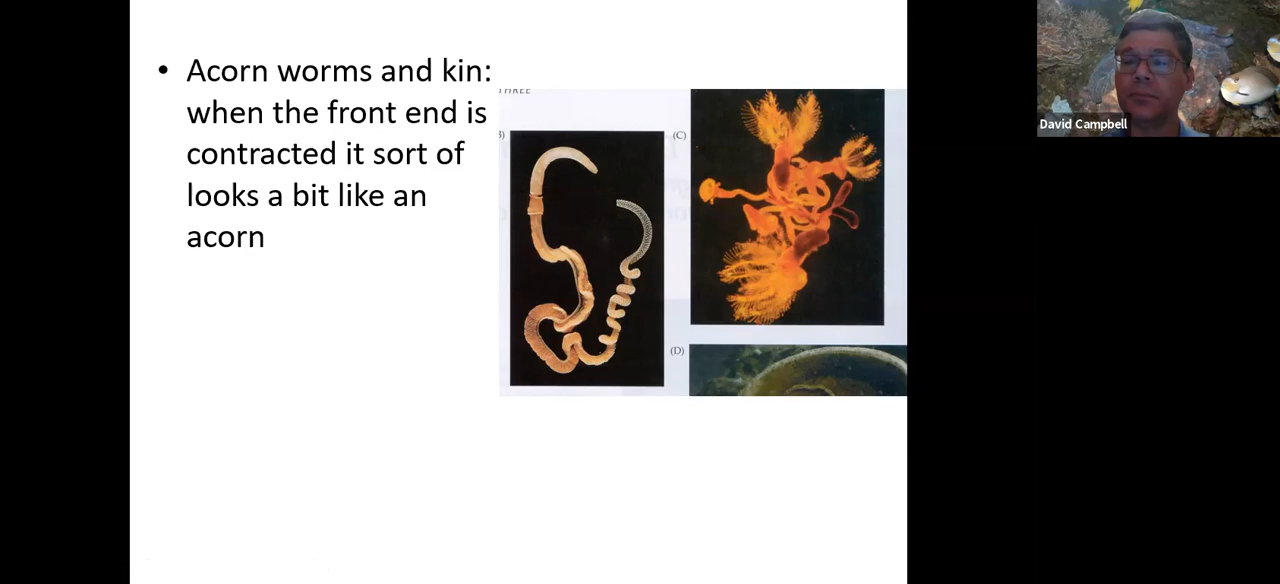 • Acorn worms and kin:
when the front end is
contracted it sort of
looks a bit like an
acorn
THREE
(C)
(D)
David Campbell